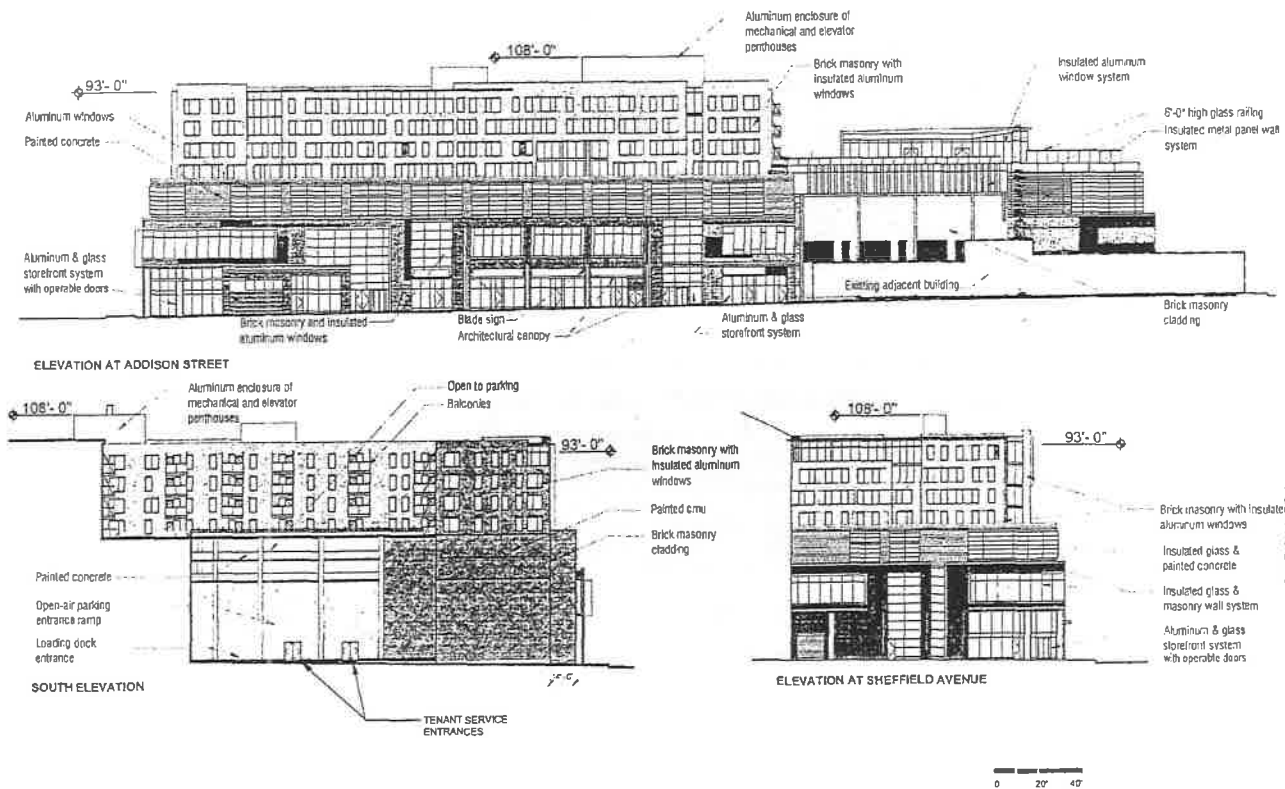 Aluminum enclosure of
mechanical and elevator
penthouses
108'- 0"
Brick masonry with
insulated aluminum
windows
Insulated aluminum
window system
93'- 0"
Aluminum windows
Painted concrete
6'-0" high glass railing
Insulated metal panel wall
system
Aluminum & glass
storefront system
with operable doors
Existing adjacent building
Brick masonry and insulated
aluminum windows
Blade sign
Architectural canopy
Aluminum & glass
storefront system
Brick masonry
cladding
ELEVATION AT ADDISON STREET
108'- 0"
Aluminum enclosure of
mechanical and elevator
penthouses
Open to parking
Balconies
93'- 0"
Brick masonry with
insulated aluminum
windows
Painted cmu
Brick masonry
cladding
Painted concrete
Open-air parking
entrance ramp
Loading dock
entrance
SOUTH ELEVATION
TENANT SERVICE
ENTRANCES
108'- 0"
93'- 0"
Brick masonry with insulated
aluminum windows
Insulated glass &
painted concrete
Insulated glass &
masonry wall system
Aluminum & glass
storefront system
with operable doors
ELEVATION AT SHEFFIELD AVENUE
0 20' 40'